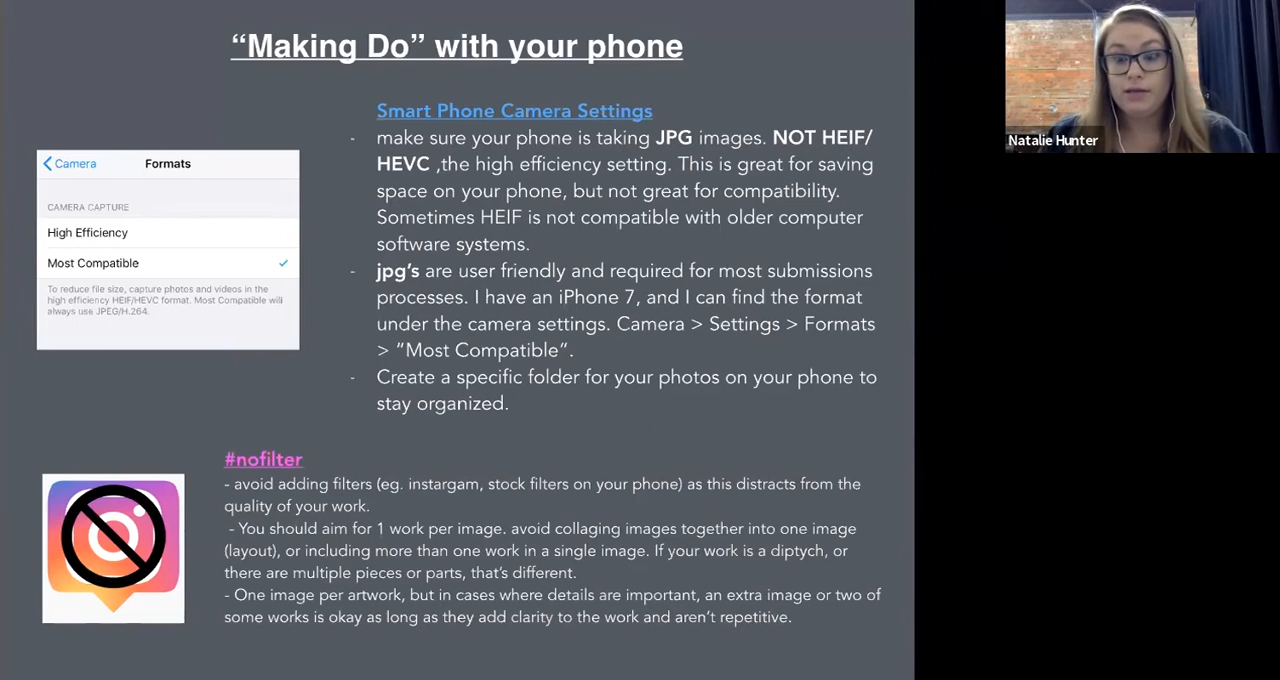 “Making Do” with your phone
Smart Phone Camera Settings
- make sure your phone is taking JPG images. NOT HEIF/
HEVC ,the high efficiency setting. This is great for saving
space on your phone, but not great for compatibility.
Sometimes HEIF is not compatible with older computer
software systems.
- jpg’s are user friendly and required for most submissions
processes. I have an iPhone 7, and I can find the format
under the camera settings. Camera > Settings > Formats
> “Most Compatible“.
- Create a specific folder for your photos on your phone to
stay organized.
Camera
Formats
CAMERA CAPTURE
High Efficiency
Most Compatible
To reduce file size, capture photos and videos in the
high efficiency HEIF/HEVC format. Most Compatible will
always use JPEG/H.264.
#nofilter
- avoid adding filters (eg. instargam, stock filters on your phone) as this distracts from the
quality of your work.
- You should aim for 1 work per image. avoid collaging images together into one image
(layout), or including more than one work in a single image. If your work is a diptych, or
there are multiple pieces or parts, that’s different.
- One image per artwork, but in cases where details are important, an extra image or two of
some works is okay as long as they add clarity to the work and aren’t repetitive.
Natalie Hunter